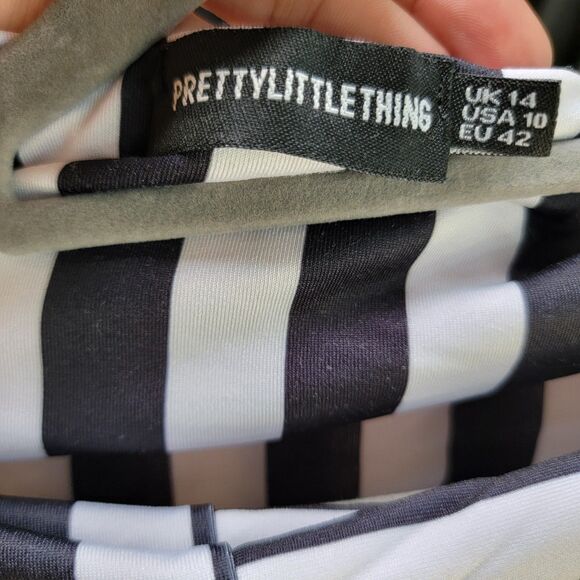 PRETTYLITTLETHING
UK 14
USA 10
EU 42